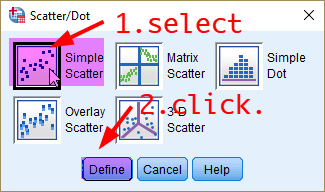 Scatter/Dot
1.select
Simple
Scatter
Matrix
Scatter
Simple
Dot
Overlay
Scatter
2.click.
3-D
Scatter
Define
Cancel
Help